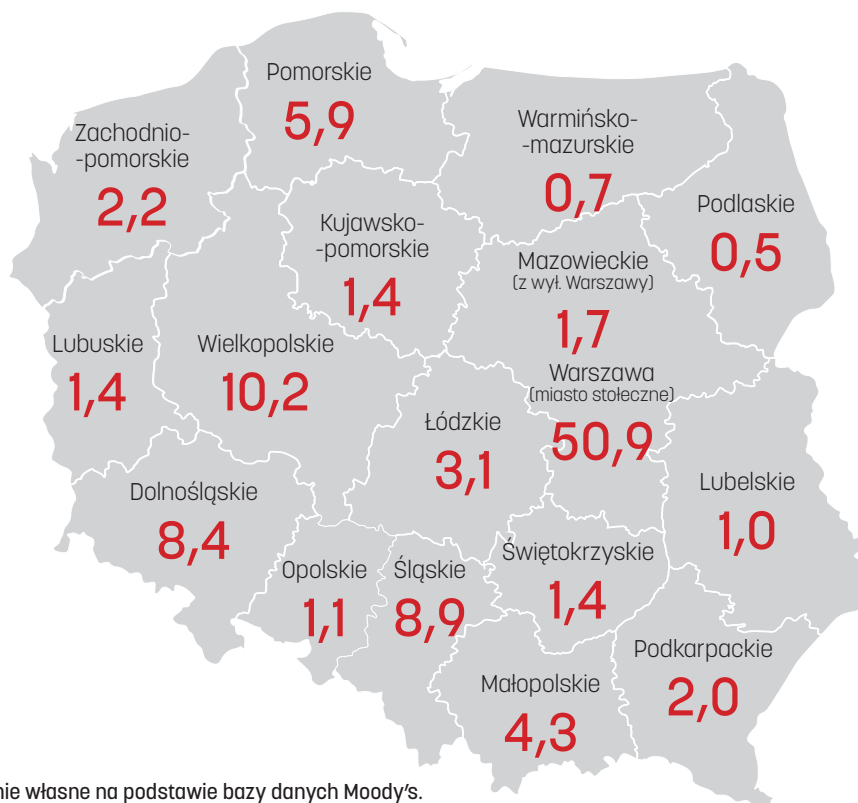 Pomorskie
5,9
Zachodnio-
-pomorskie
2,2
Warmińsko-
-mazurskie
0,7
Podlaskie
0,5
Kujawsko-
-pomorskie
1,4
Mazowieckie
(z wył. Warszawy)
1,7
Lubuskie
1,4
Wielkopolskie
10,2
Warszawa
(miasto stołeczne)
50,9
Łódzkie
3,1
Lubelskie
1,0
Dolnośląskie
8,4
Opolskie
1,1
Śląskie
8,9
Świętokrzyskie
1,4
Podkarpackie
2,0
Małopolskie
4,3
nie własne na podstawie bazy danych Moody's.